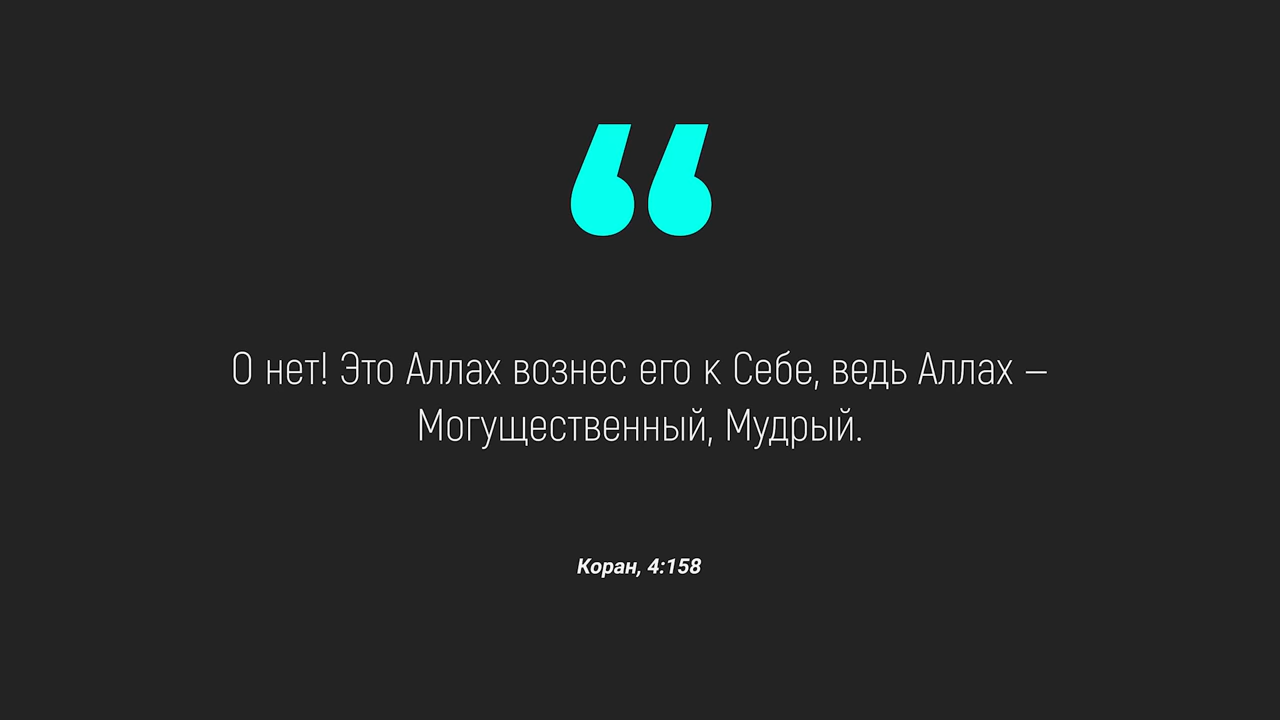 “
О нет! Это Аллах вознес его к Себе, ведь Аллах –
Могущественный, Мудрый.
Коран, 4:158